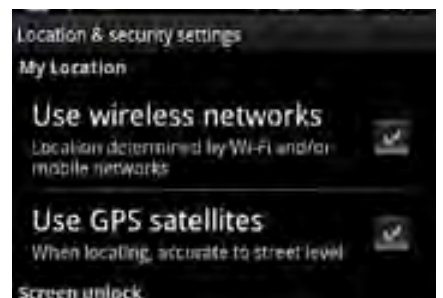 Location & security settings
My Location
Use wireless networks
Location determined by Wi-Fi and/or
mobile networks
Use GPS satellites
When locating, accurate to street level
Screen unlock